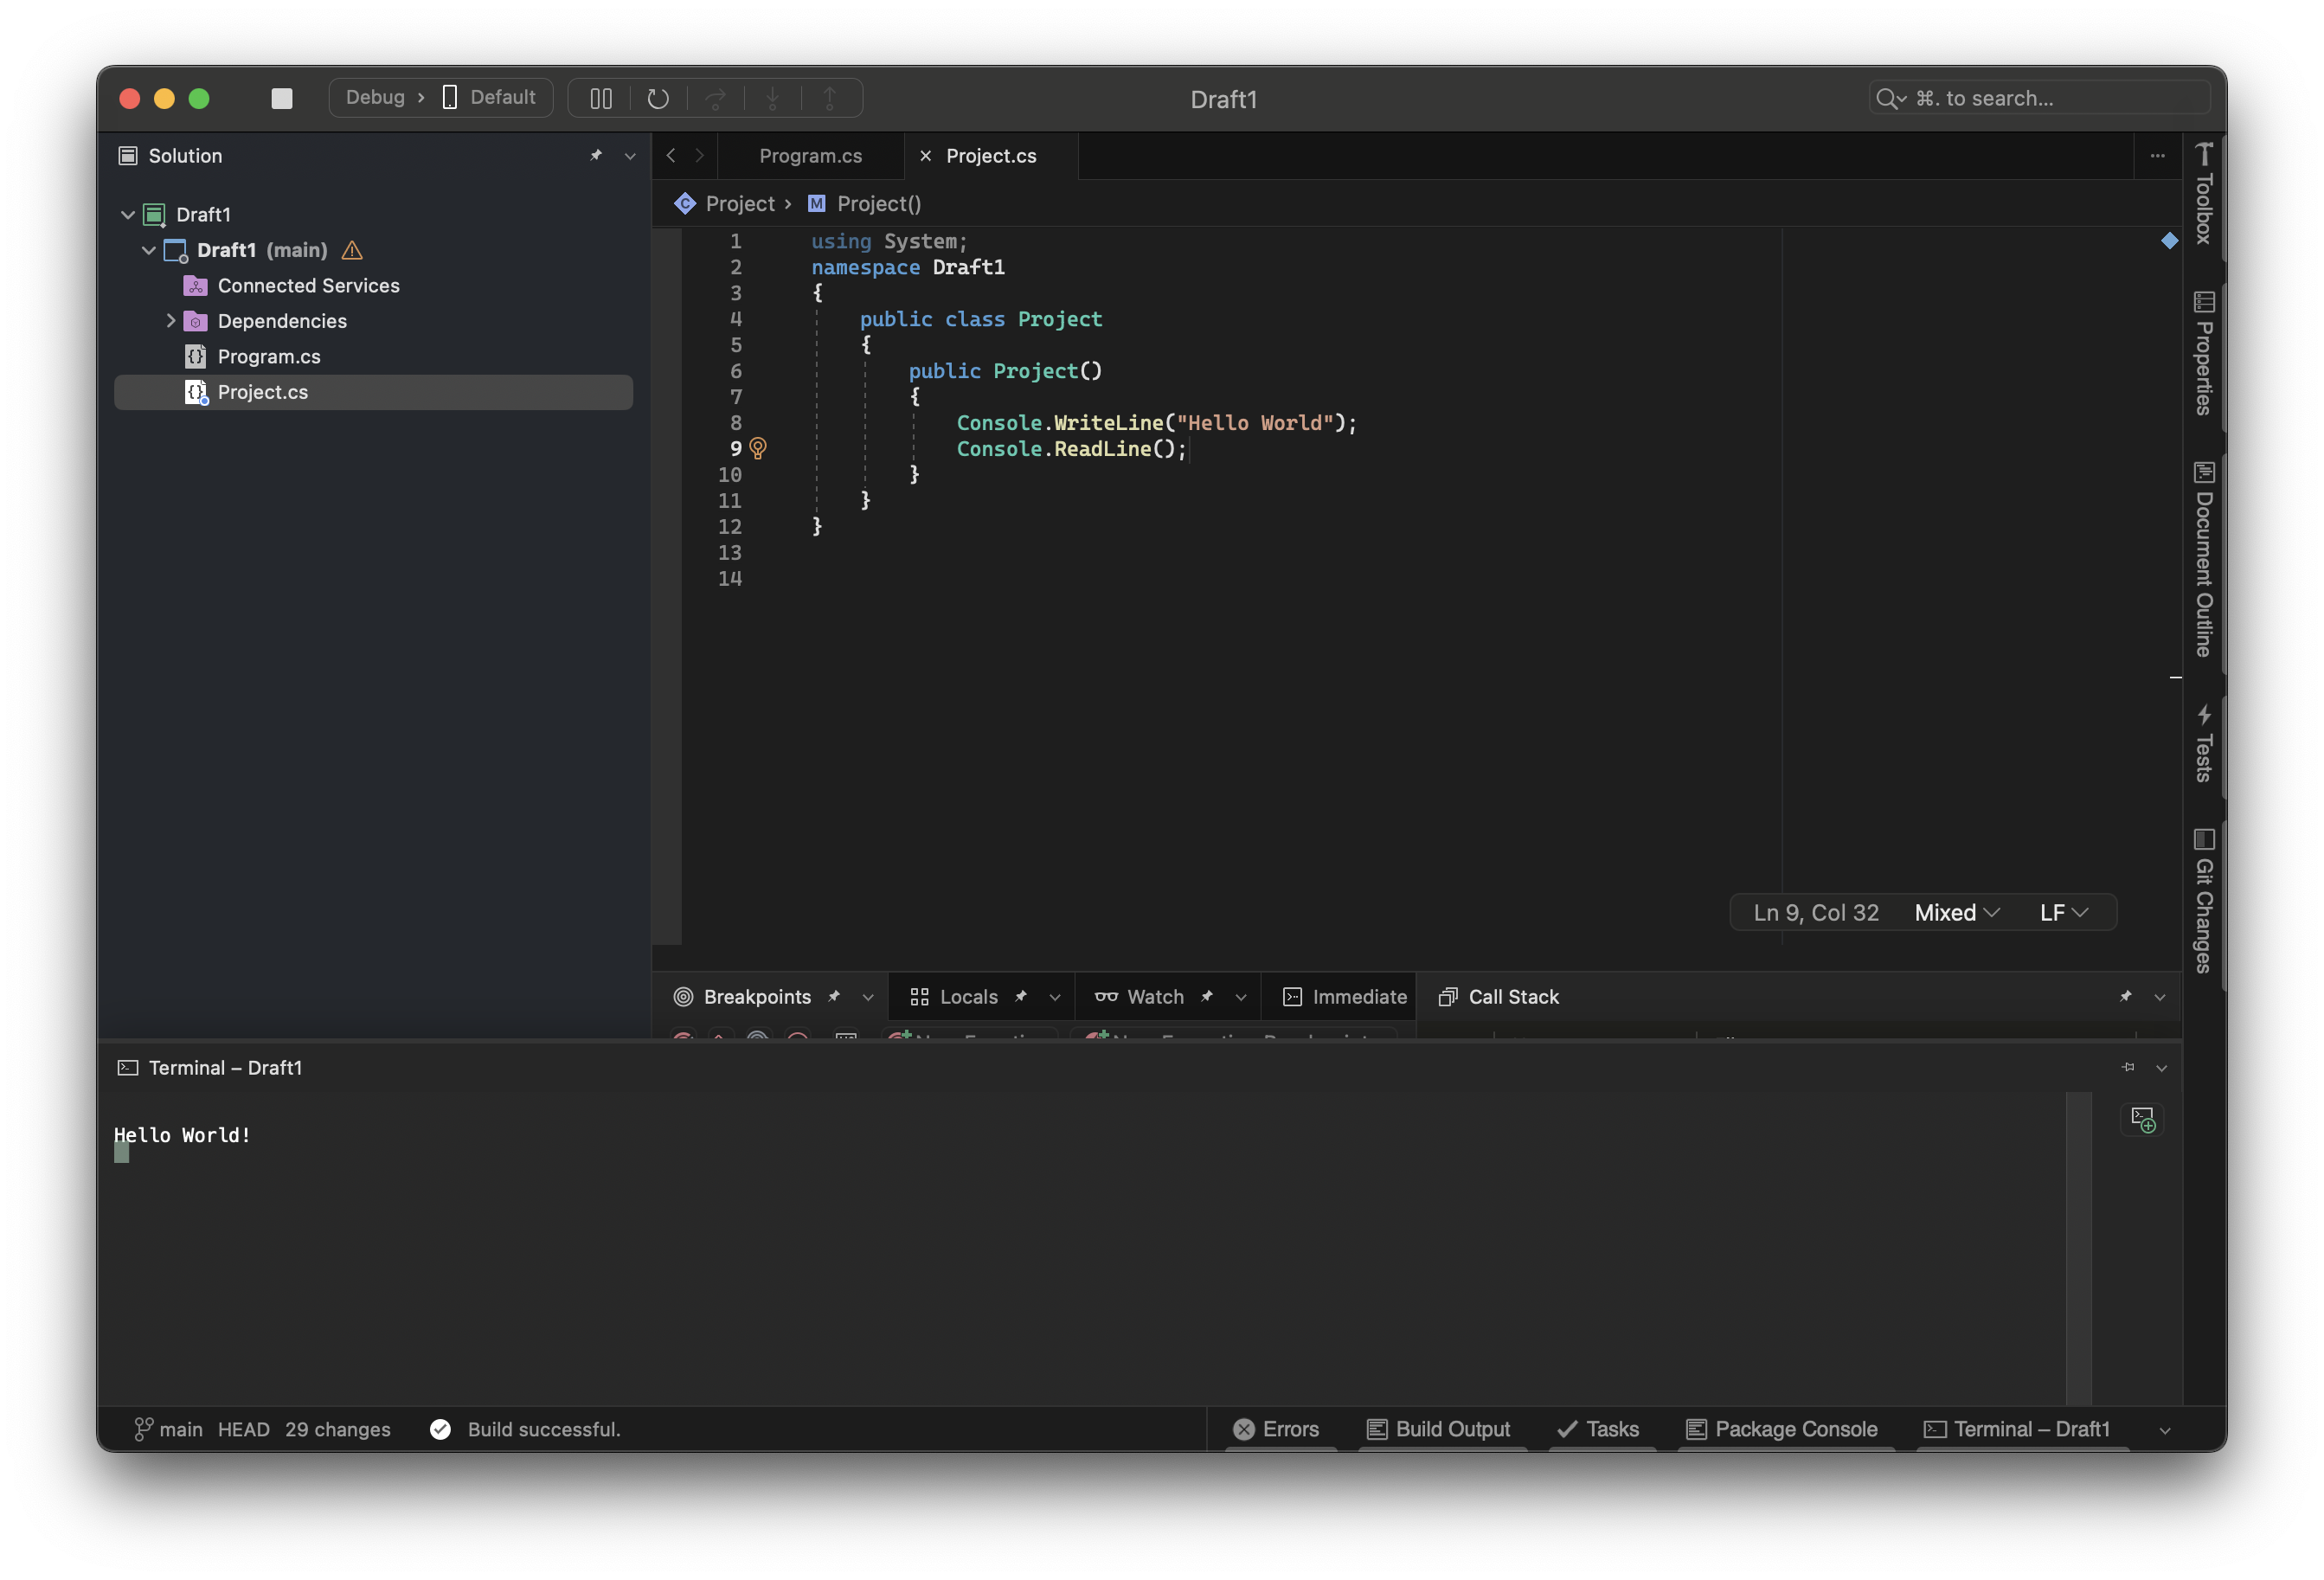 Debug › Default
Draft1
⌘. to search...
Solution
Program.cs
Project.cs
Toolbox
Draft1
Draft1 (main)
Connected Services
Dependencies
Program.cs
Project.cs
Project › M Project()
1 using System;
2 namespace Draft1
3 {
4 public class Project
5 {
6 public Project()
7 {
8 Console.WriteLine("Hello World");
9 Console.ReadLine();
10 }
11 }
12 }
13
14
Properties
Document Outline
Tests
Git Changes
Ln 9, Col 32 Mixed LF
Breakpoints
Locals
Watch
Immediate
Call Stack
Terminal – Draft1
Hello World!
main HEAD 29 changes
Build successful.
Errors
Build Output
Tasks
Package Console
Terminal – Draft1